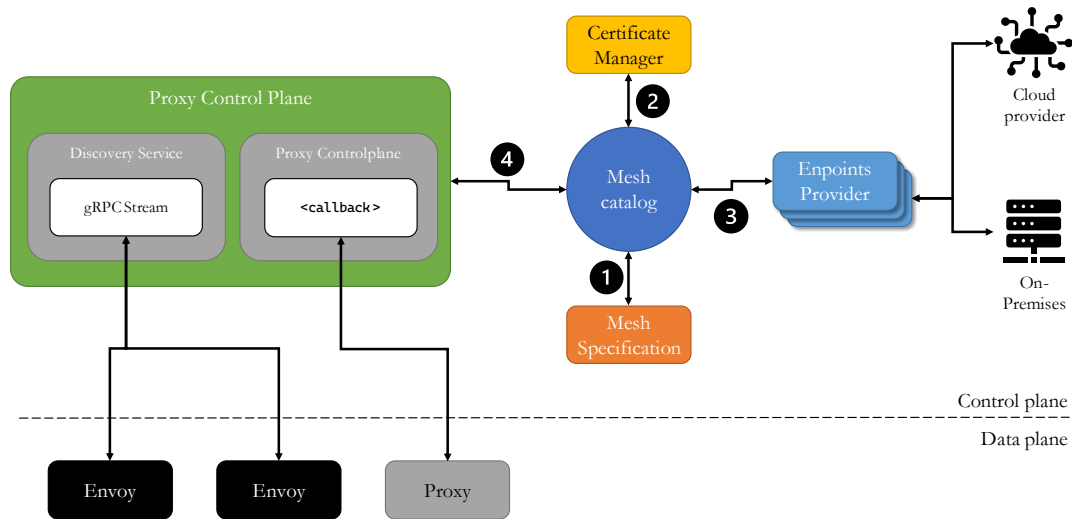 Certificate
Manager
Cloud
provider
Proxy Control Plane
Discovery Service
Proxy Controlplane
gRPC Stream
<callback>
2
4
Mesh
catalog
Enpoints
Provider
3
1
On-
Premises
Mesh
Specification
Control plane
Data plane
Envoy
Envoy
Proxy